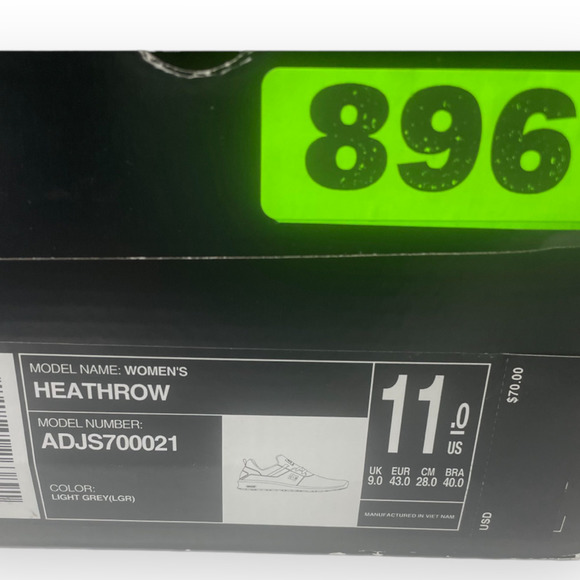 896
MODEL NAME: WOMEN'S
HEATHROW
MODEL NUMBER:
ADJS700021
COLOR:
LIGHT GREY(LGR)
11.0
US
UK EUR CM BRA
9.0 43.0 28.0 40.0
MANUFACTURED IN VIET NAM
$70.00
USD